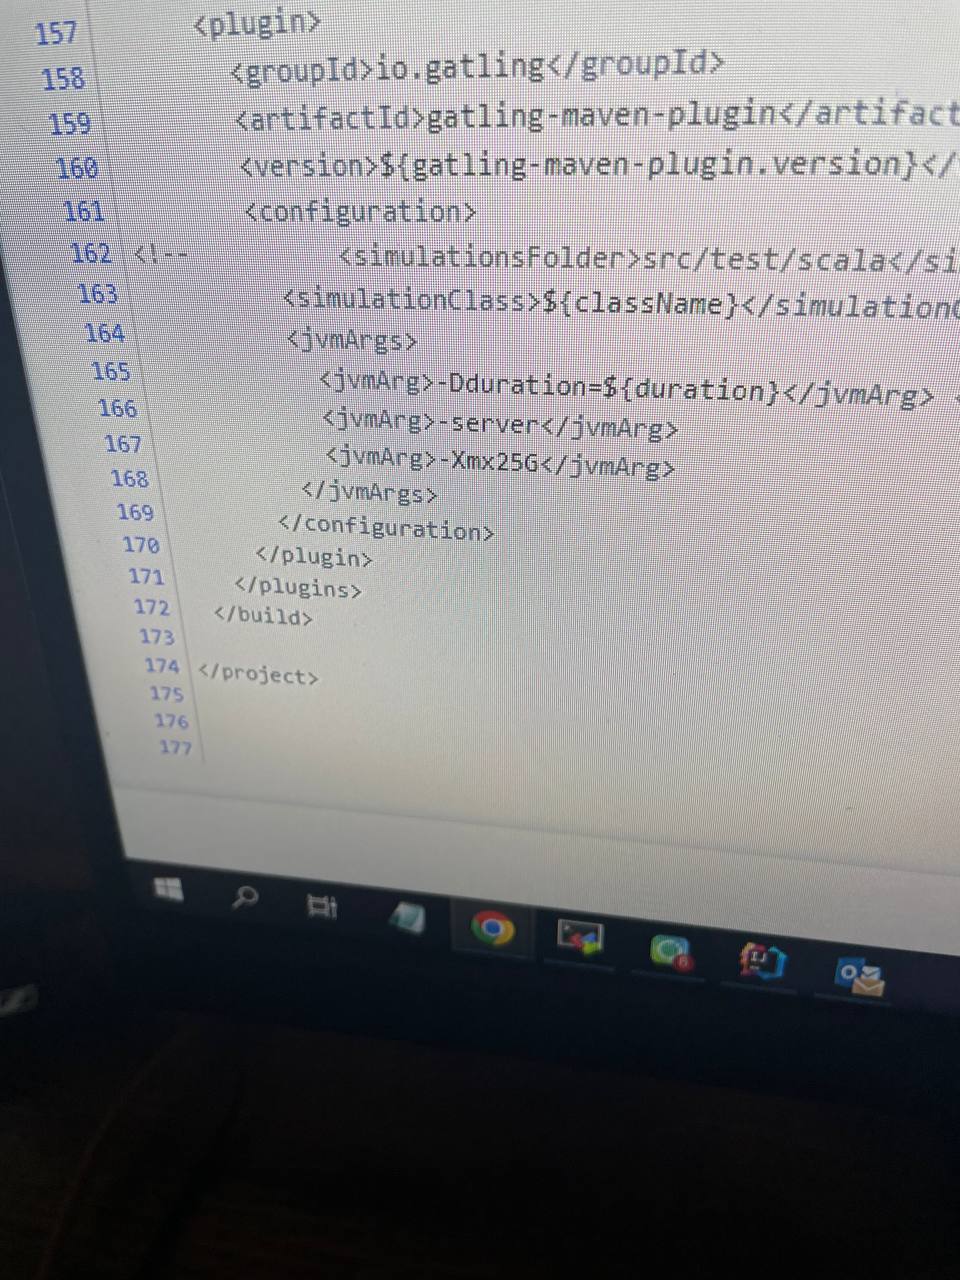 157 <plugin>
158 <groupId>io.gatling</groupId>
159 <artifactId>gatling-maven-plugin</artifact
160 <version>${gatling-maven-plugin.version}</
161 <configuration>
162 <!-- <simulationsFolder>src/test/scala</si
163 <simulationClass>${className}</simulation
164 <jvmArgs>
165 <jvmArg>-Dduration=${duration}</jvmArg> <
166 <jvmArg>-server</jvmArg>
167 <jvmArg>-Xmx25G</jvmArg>
168 </jvmArgs>
169 </configuration>
170 </plugin>
171 </plugins>
172 </build>
173
174 </project>
175
176
177